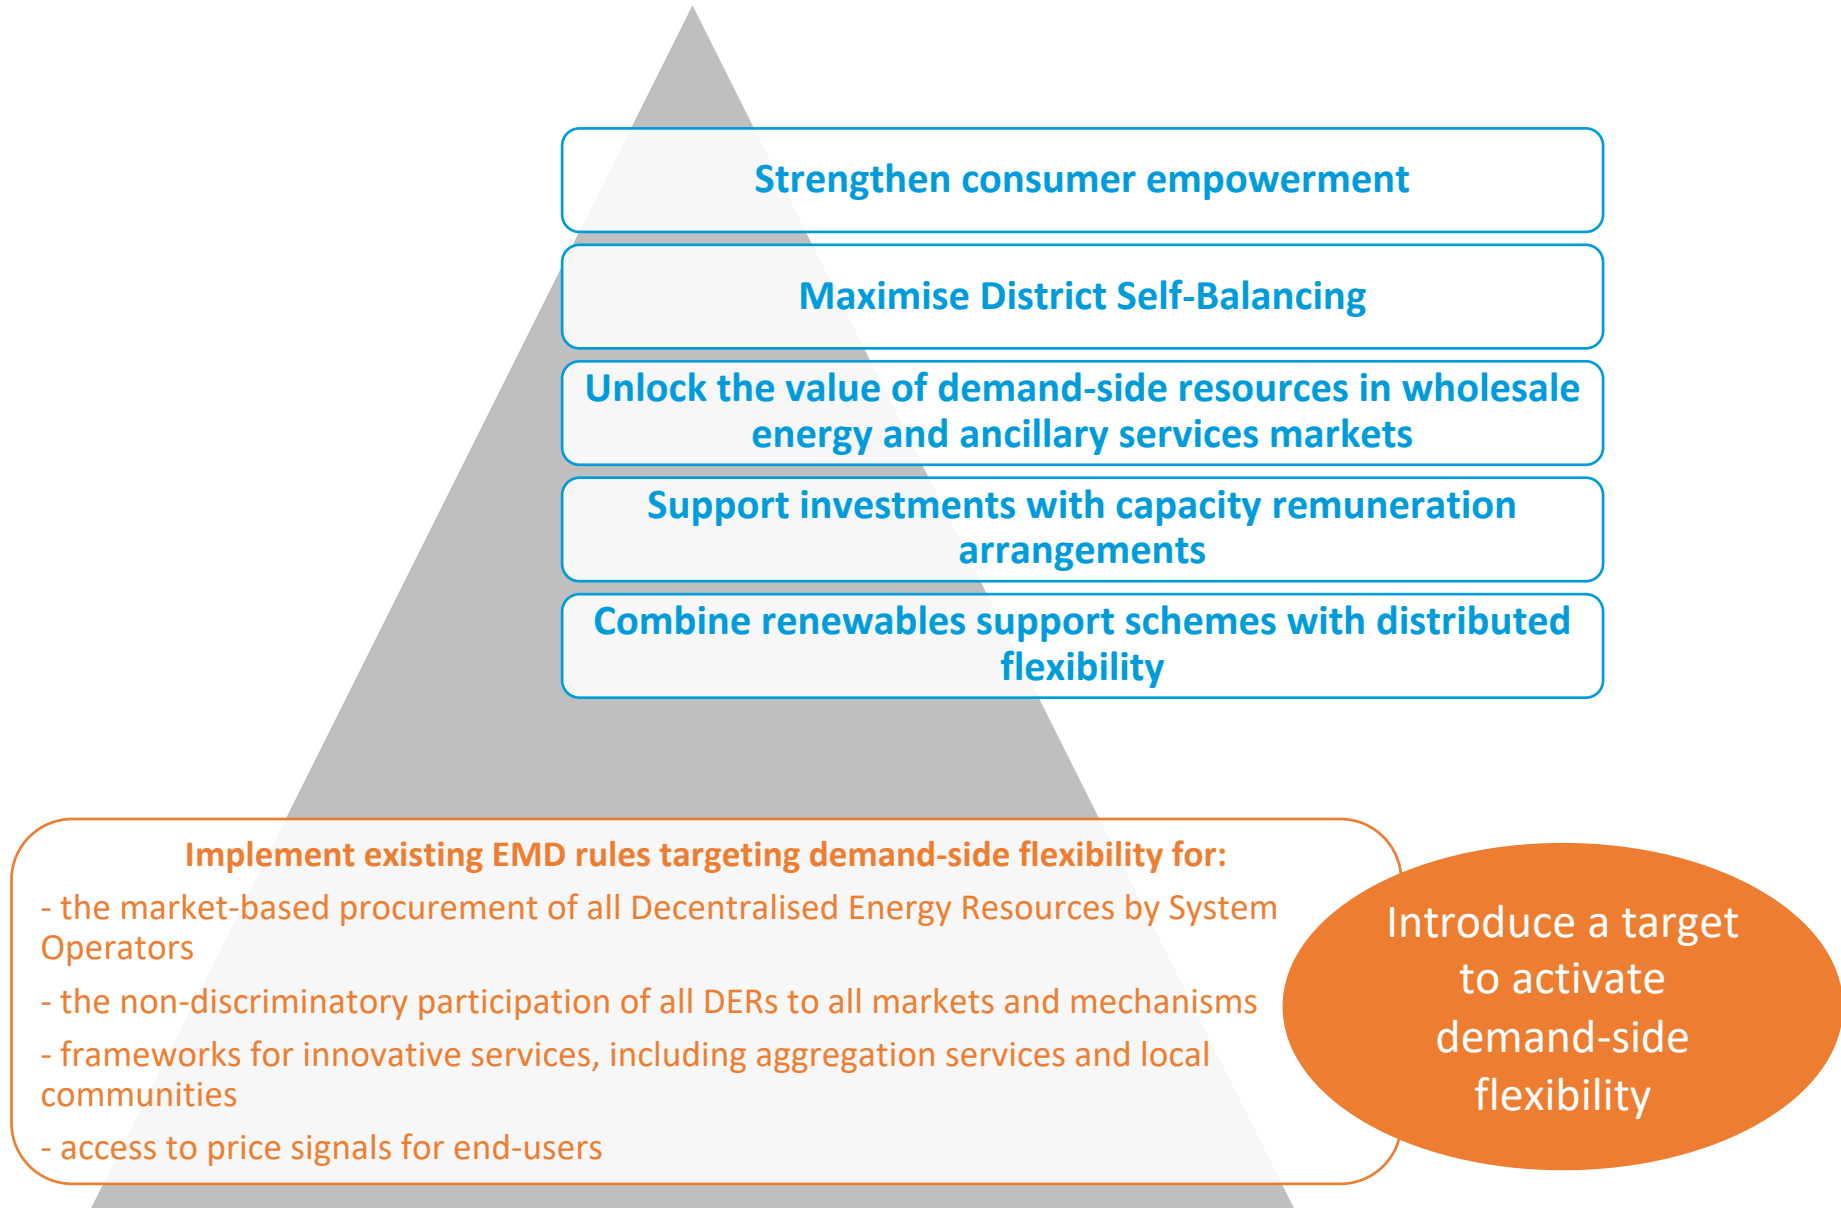 Strengthen consumer empowerment
Maximise District Self-Balancing
Unlock the value of demand-side resources in wholesale
energy and ancillary services markets
Support investments with capacity remuneration
arrangements
Combine renewables support schemes with distributed
flexibility
Implement existing EMD rules targeting demand-side flexibility for:
- the market-based procurement of all Decentralised Energy Resources by System
Operators
- the non-discriminatory participation of all DERs to all markets and mechanisms
- frameworks for innovative services, including aggregation services and local
communities
- access to price signals for end-users
Introduce a target
to activate
demand-side
flexibility